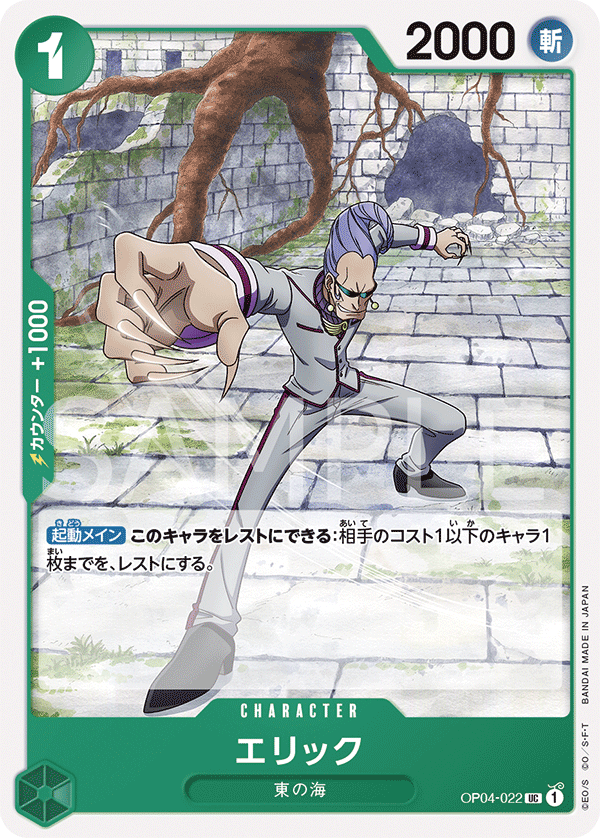 1
2000
斬
カウンター +1000
SAMPLE
起動メイン このキャラをレストにできる:相手のコスト1以下のキャラ1
枚までを、レストにする。
CHARACTER
エリック
東の海
OP04-022 UC 1
©EO/S ©O/S・F・T BANDAI MADE IN JAPAN